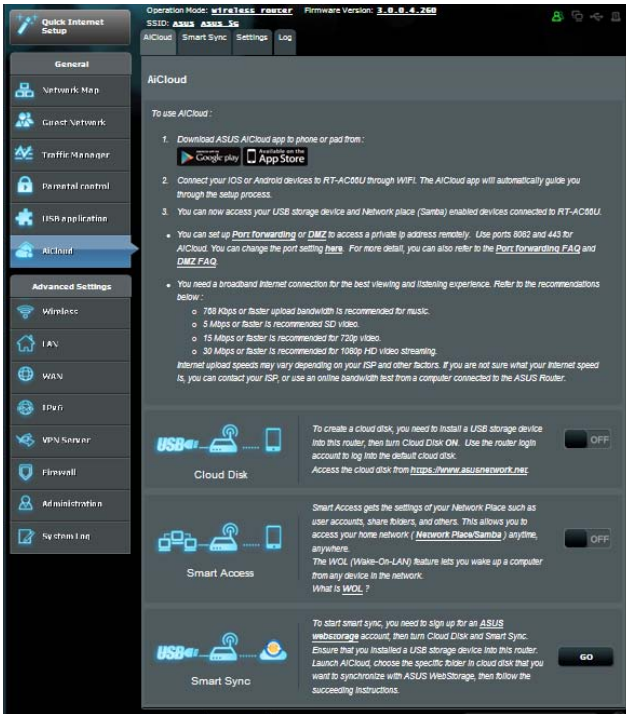 Operation Mode: wireless router Firmware Version: 3.0.0.4.260
SSID: Asus Asus_5G
Quick Internet
Setup
AiCloud Smart Sync Settings Log
General
Network Map
Guest Network
Traffic Manager
Parental control
USB application
AiCloud
Advanced Settings
Wireless
LAN
WAN
IPv6
VPN Server
Firewall
Administration
System Log
AiCloud
To use AiCloud :
1. Download ASUS AiCloud app to phone or pad from :
Google play
Available on the
App Store
2. Connect your IOS or Android devices to RT-AC66U through WIFI. The AiCloud app will automatically guide you
through the setup process.
3. You can now access your USB storage device and Network place (Samba) enabled devices connected to RT-AC66U.
• You can set up Port forwarding or DMZ to access a private ip address remotely. Use ports 8082 and 443 for
AiCloud. You can change the port setting here. For more detail, you can also refer to the Port forwarding FAQ and
DMZ FAQ.
• You need a broadband Internet connection for the best viewing and listening experience. Refer to the recommendations
below :
o 768 Kbps or faster upload bandwidth is recommended for music.
o 5 Mbps or faster is recommended SD video.
o 15 Mbps or faster is recommended for 720p video.
o 30 Mbps or faster is recommended for 1080p HD video streaming.
Internet upload speeds may vary depending on your ISP and other factors. If you are not sure what your Internet speed
is, you can contact your ISP, or use an online bandwidth test from a computer connected to the ASUS Router.
USB
Cloud Disk
To create a cloud disk, you need to install a USB storage device
into this router, then turn Cloud Disk ON. Use the router login
account to log into the default cloud disk.
Access the cloud disk from https://www.asusnetwork.net.
OFF
Smart Access
Smart Access gets the settings of your Network Place such as
user accounts, share folders, and others. This allows you to
access your home network ( Network Place/Samba ) anytime,
anywhere.
The WOL (Wake-On-LAN) feature lets you wake up a computer
from any device in the network.
What is WOL ?
OFF
USB
Smart Sync
To start smart sync, you need to sign up for an ASUS
webstorage account, then turn Cloud Disk and Smart Sync.
Ensure that you installed a USB storage device into this router.
Launch AiCloud, choose the specific folder in cloud disk that you
want to synchronize with ASUS WebStorage, then follow the
succeeding instructions.
GO